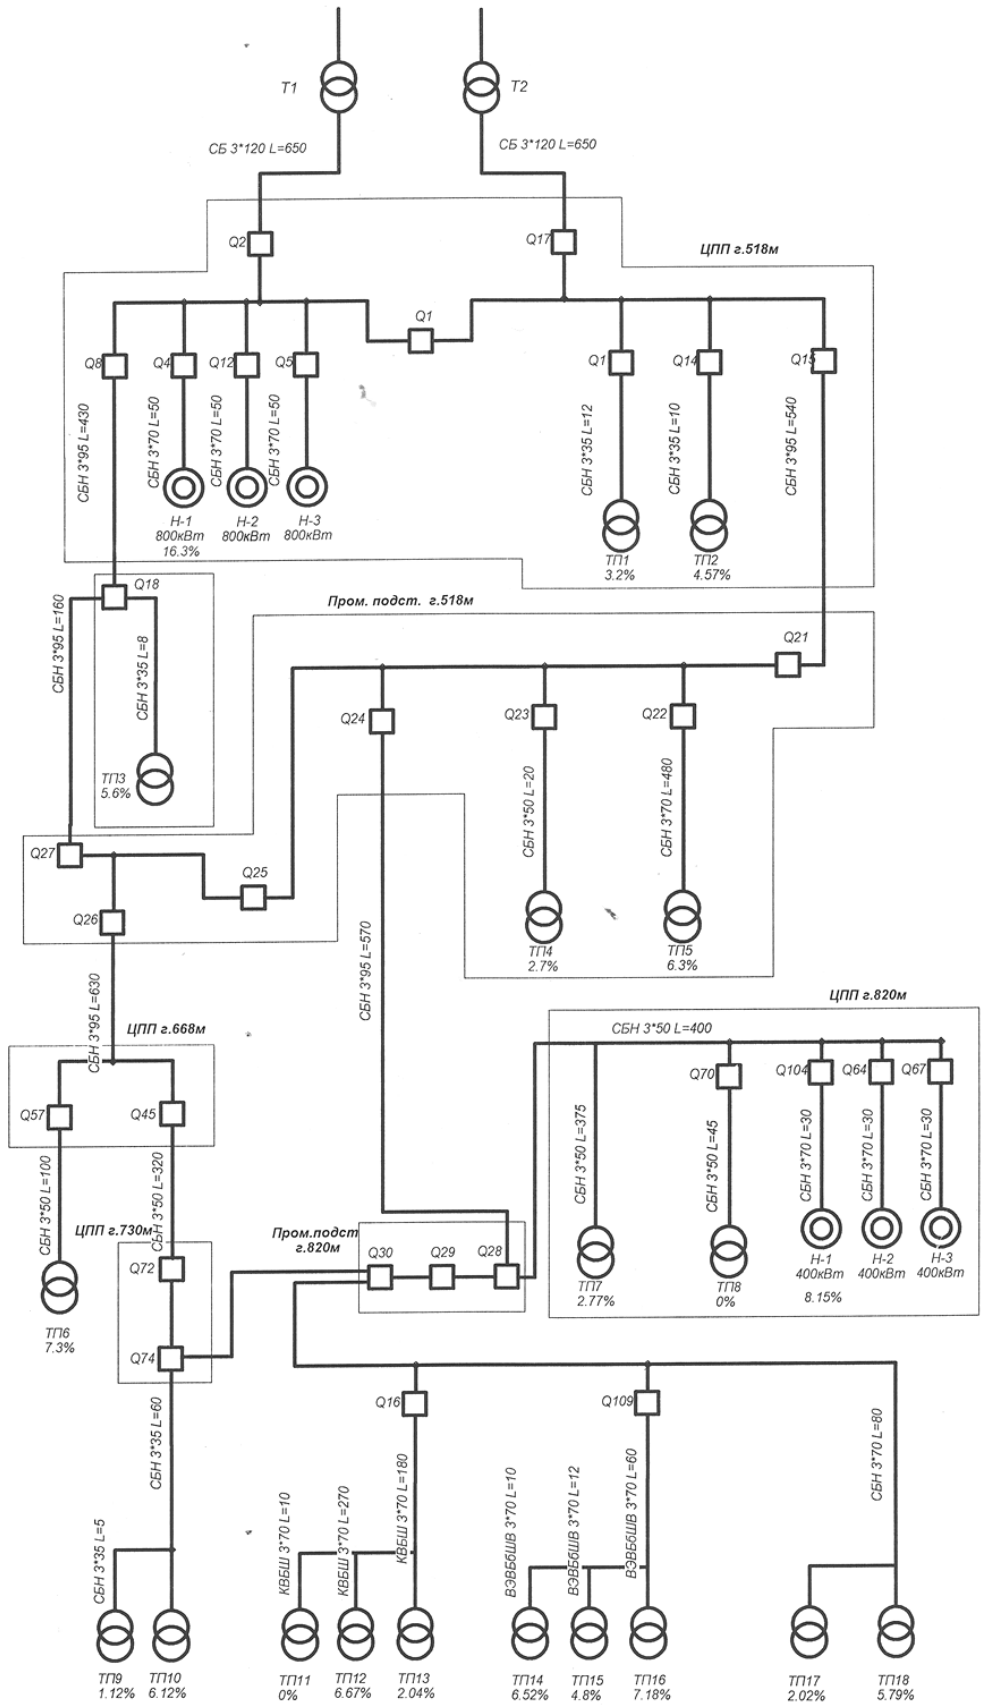 T1
T2
СБ 3*120 L=650
СБ 3*120 L=650
Q2
Q17
ЦПП г.518м
Q1
Q8
Q4
Q12
Q5
Q1
Q14
Q15
СБН 3*95 L=430
СБН 3*70 L=50
СБН 3*70 L=50
СБН 3*70 L=50
СБН 3*35 L=12
СБН 3*35 L=10
СБН 3*95 L=540
Н-1
800кВт
16.3%
Н-2
800кВт
Н-3
800кВт
ТП1
3.2%
ТП2
4.57%
Q18
СБН 3*95 L=160
СБН 3*35 L=8
ТП3
5.6%
Пром. подст. г.518м
Q21
Q24
Q23
Q22
СБН 3*50 L=20
СБН 3*70 L=480
Q27
Q25
Q26
ТП4
2.7%
ТП5
6.3%
СБН 3*95 L=570
СБН 3*95 L=630
ЦПП г.668м
Q57
Q45
СБН 3*50 L=100
СБН 3*50 L=320
ЦПП г.820м
СБН 3*50 L=400
Q70
Q104
Q64
Q67
СБН 3*50 L=375
СБН 3*50 L=45
СБН 3*70 L=30
СБН 3*70 L=30
СБН 3*70 L=30
ТП7
2.77%
ТП8
0%
Н-1
400кВт
8.15%
Н-2
400кВт
Н-3
400кВт
ЦПП г.730м
Q72
Q74
ТП6
7.3%
Пром.подст
г.820м
Q30
Q29
Q28
СБН 3*35 L=60
Q16
Q109
СБН 3*35 L=5
КВБШ 3*70 L=10
КВБШ 3*70 L=270
КВБШ 3*70 L=180
ВЭВБбШВ 3*70 L=10
ВЭВБбШВ 3*70 L=12
ВЭВБбШВ 3*70 L=60
СБН 3*70 L=80
ТП9
1.12%
ТП10
6.12%
ТП11
0%
ТП12
6.67%
ТП13
2.04%
ТП14
6.52%
ТП15
4.8%
ТП16
7.18%
ТП17
2.02%
ТП18
5.79%